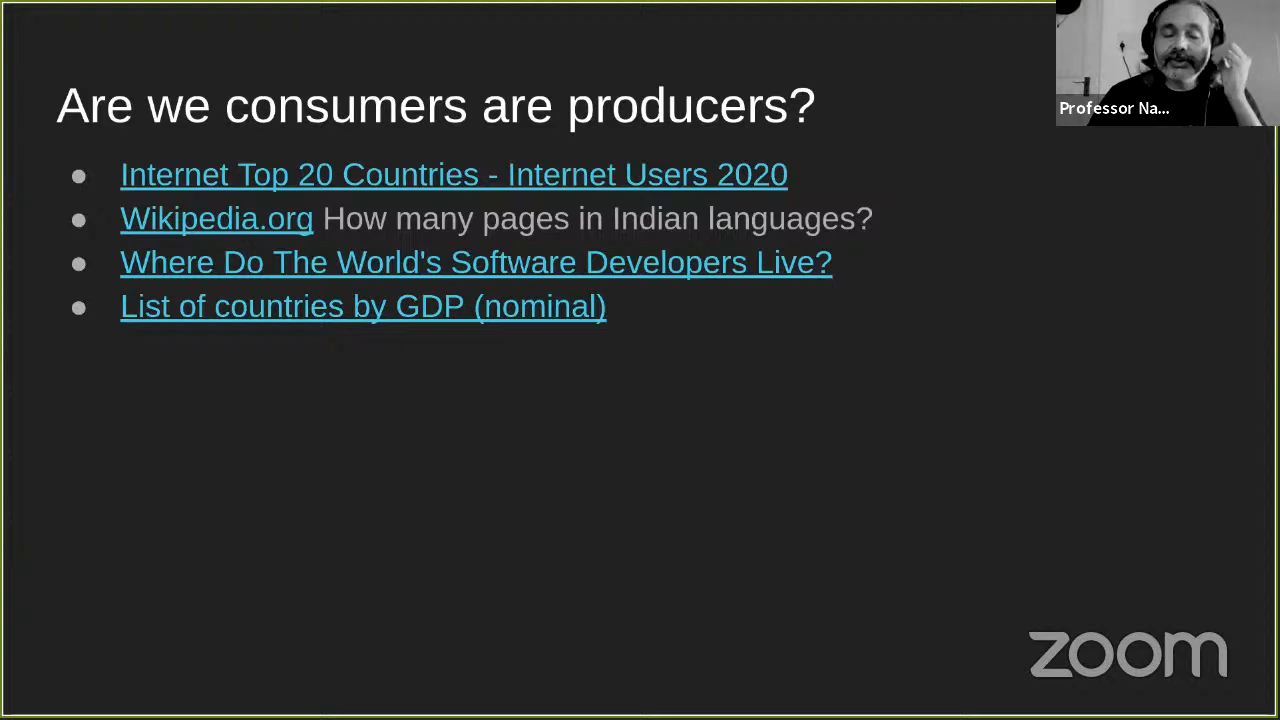 Are we consumers are producers?
Internet Top 20 Countries - Internet Users 2020
Wikipedia.org How many pages in Indian languages?
Where Do The World's Software Developers Live?
List of countries by GDP (nominal)
Professor Na...
zoom